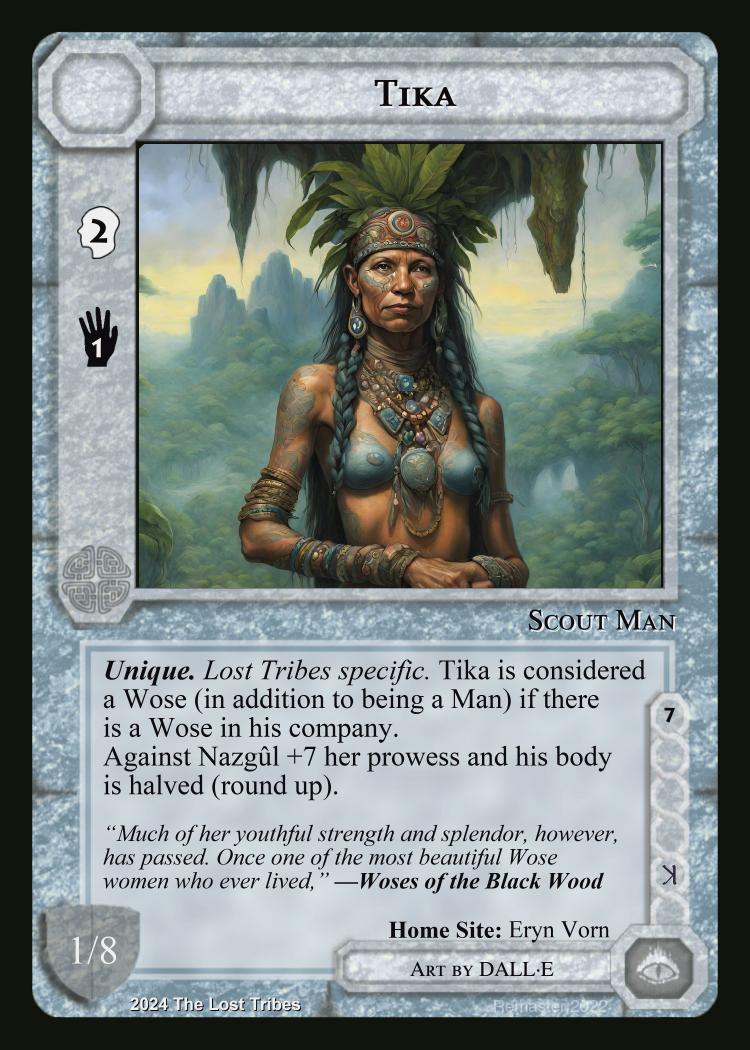 Tika
2
1
Scout Man
Unique. Lost Tribes specific. Tika is considered
a Wose (in addition to being a Man) if there
is a Wose in his company.
Against Nazgûl +7 her prowess and his body
is halved (round up).
7
“Much of her youthful strength and splendor, however,
has passed. Once one of the most beautiful Wose
women who ever lived,” —Woses of the Black Wood
Home Site: Eryn Vorn
1/8
Art by DALL·E
2024 The Lost Tribes
Remaster 2022